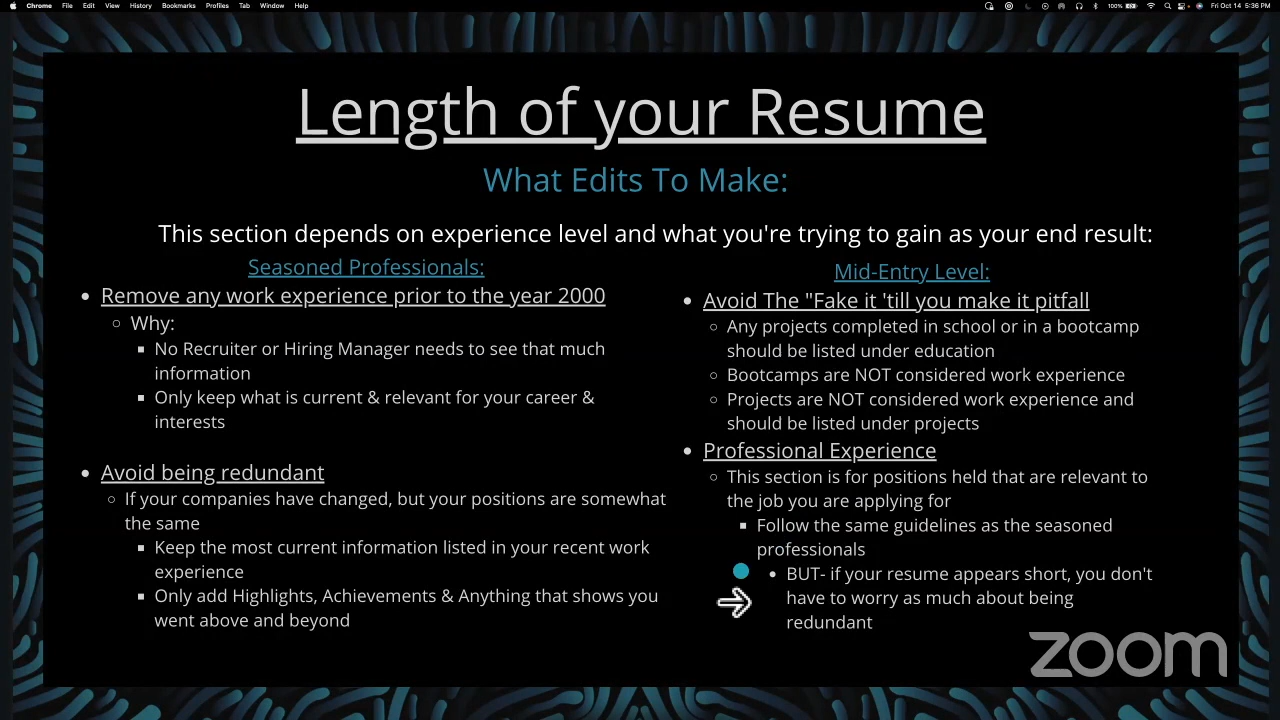 Chrome File Edit View History Bookmarks Profiles Tab Window Help
100% Fri Oct 14 5:36 PM
Length of your Resume
What Edits To Make:
This section depends on experience level and what you're trying to gain as your end result:
Seasoned Professionals:
Remove any work experience prior to the year 2000
Why:
No Recruiter or Hiring Manager needs to see that much
information
Only keep what is current & relevant for your career &
interests
Avoid being redundant
If your companies have changed, but your positions are somewhat
the same
Keep the most current information listed in your recent work
experience
Only add Highlights, Achievements & Anything that shows you
went above and beyond
Mid-Entry Level:
Avoid The "Fake it 'till you make it pitfall
Any projects completed in school or in a bootcamp
should be listed under education
Bootcamps are NOT considered work experience
Projects are NOT considered work experience and
should be listed under projects
Professional Experience
This section is for positions held that are relevant to
the job you are applying for
Follow the same guidelines as the seasoned
professionals
BUT- if your resume appears short, you don't
have to worry as much about being
redundant
zoom